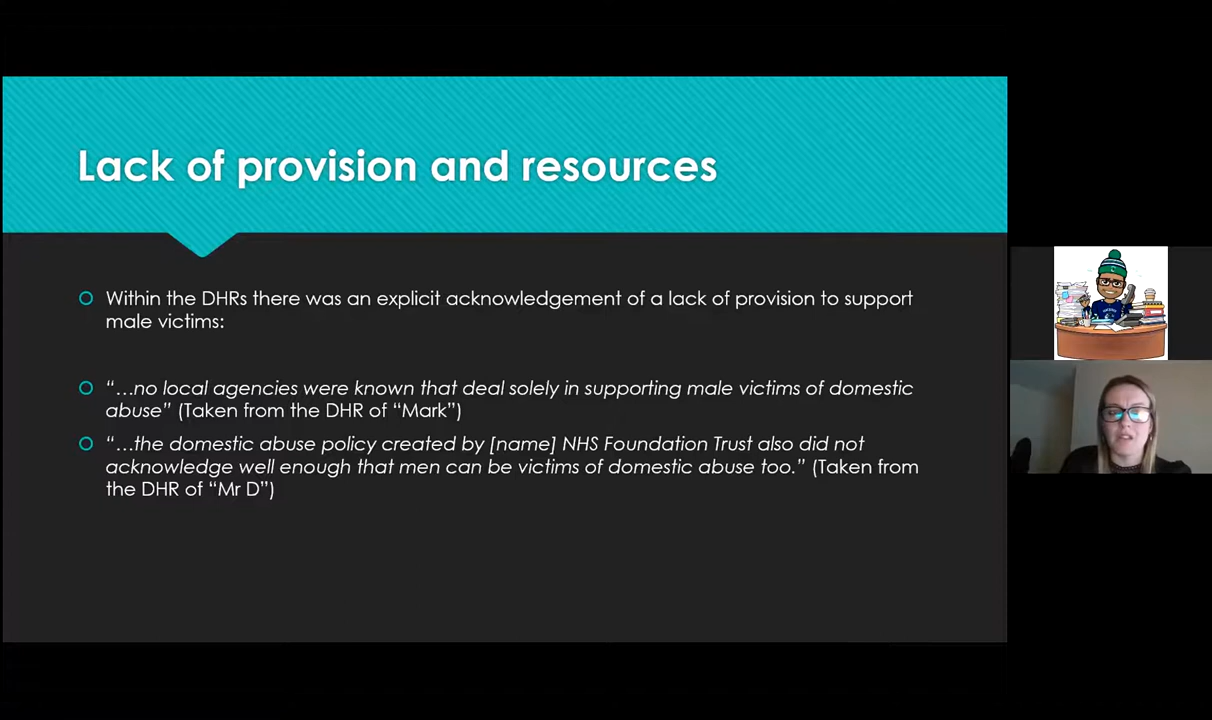 Lack of provision and resources
Within the DHRs there was an explicit acknowledgement of a lack of provision to support
male victims:
“…no local agencies were known that deal solely in supporting male victims of domestic
abuse” (Taken from the DHR of “Mark”)
“…the domestic abuse policy created by [name] NHS Foundation Trust also did not
acknowledge well enough that men can be victims of domestic abuse too.” (Taken from
the DHR of “Mr D”)